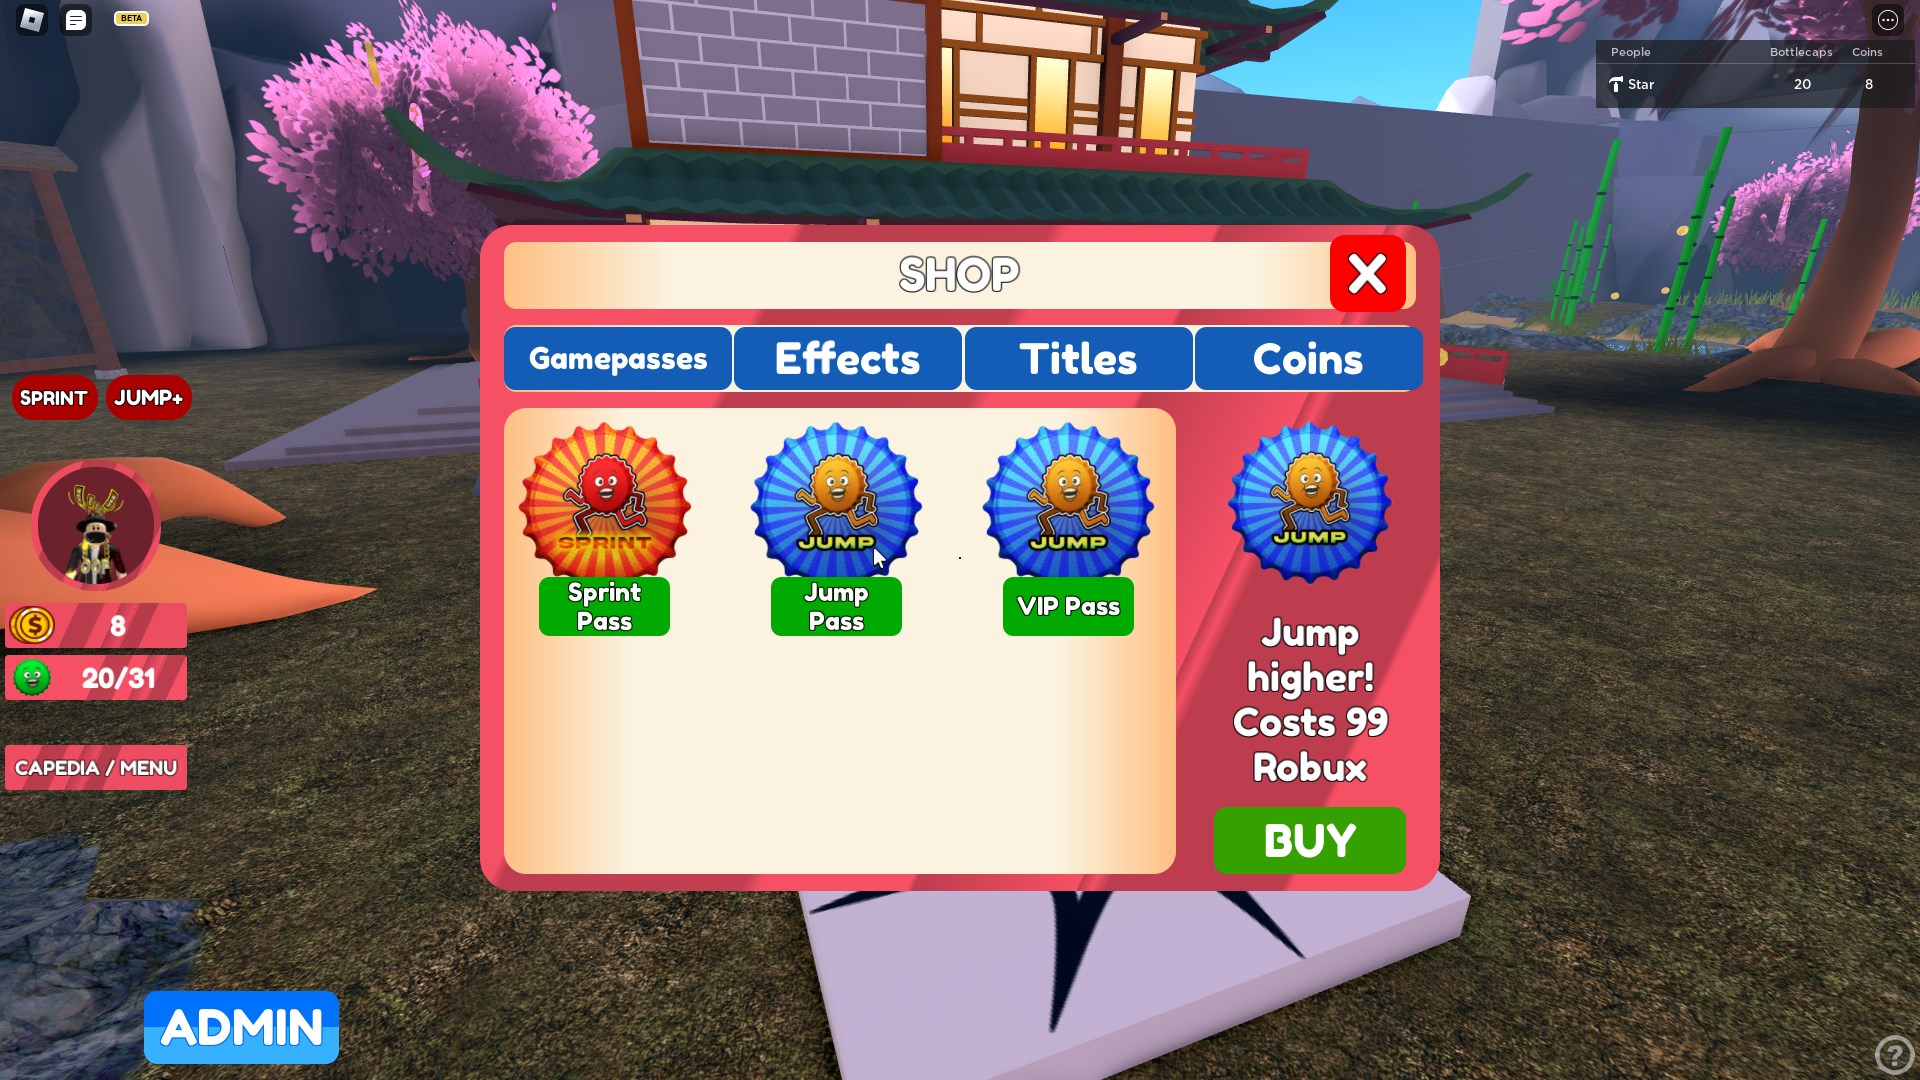 BETA
People Bottlecaps Coins
Star 20 8
SHOP
X
Gamepasses Effects Titles Coins
SPRINT JUMP+
SPRINT
JUMP
JUMP
JUMP
Sprint
Pass
Jump
Pass
VIP Pass
8
20/31
Jump
higher!
Costs 99
Robux
CAPEDIA / MENU
BUY
ADMIN
?